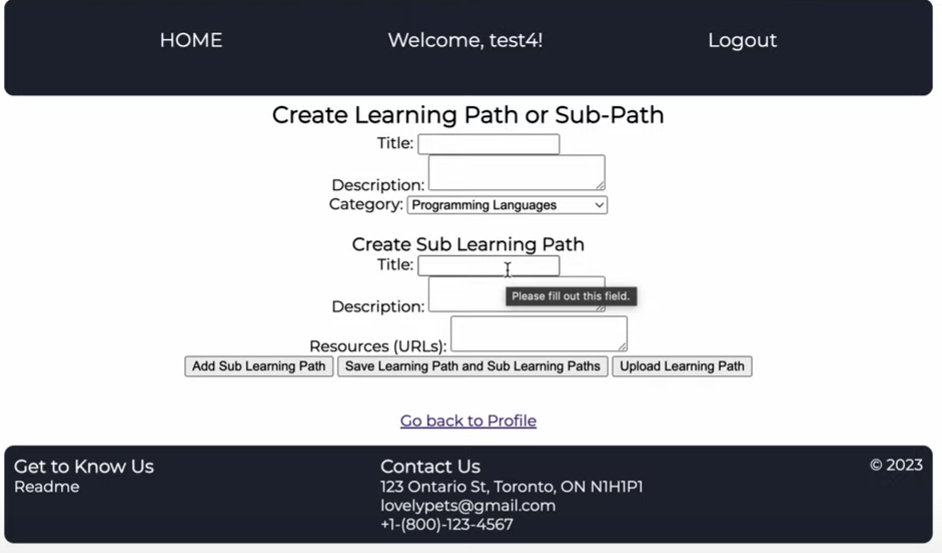 HOME Welcome, test4! Logout
Create Learning Path or Sub-Path
Title:
Description:
Category: Programming Languages
Create Sub Learning Path
Title:
Please fill out this field.
Description:
Resources (URLs):
Add Sub Learning Path Save Learning Path and Sub Learning Paths Upload Learning Path
Go back to Profile
Get to Know Us
Readme
Contact Us
123 Ontario St, Toronto, ON N1H1P1
lovelypets@gmail.com
+1-(800)-123-4567
© 2023